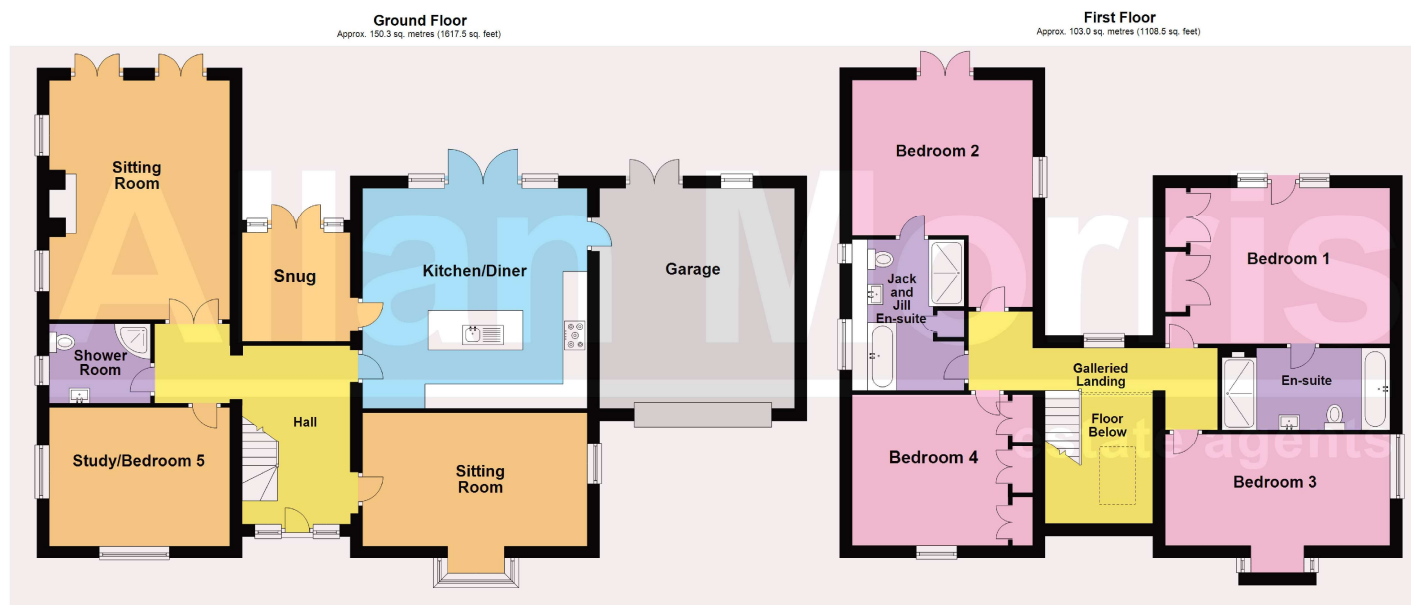 Ground Floor
Approx. 150.3 sq. metres (1617.5 sq. feet)
Sitting
Room
Snug
Kitchen/Diner
Garage
Shower
Room
Hall
Study/Bedroom 5
Sitting
Room
First Floor
Approx. 103.0 sq. metres (1108.5 sq. feet)
Bedroom 2
Bedroom 1
Jack
and
Jill
En-suite
Galleried
Landing
En-suite
Floor
Below
Bedroom 4
Bedroom 3
Allan Morris
estate agents